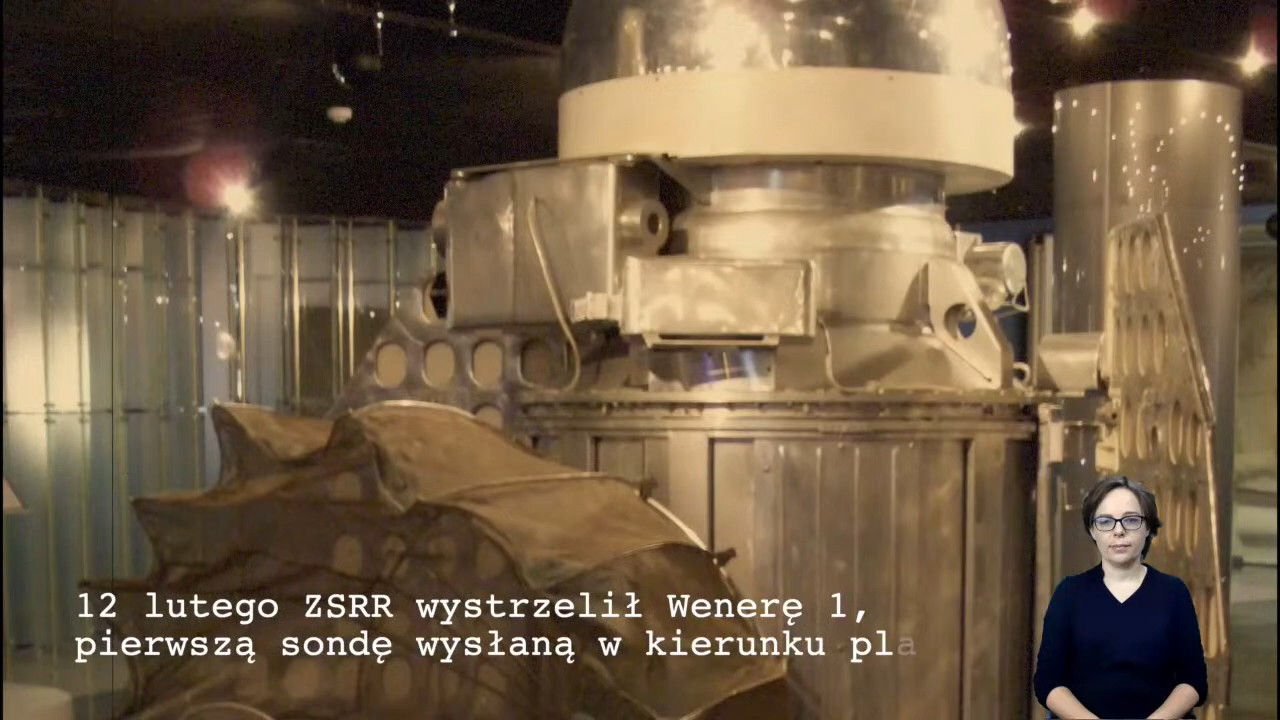 12 lutego ZSRR wystrzelił Wenerę 1,
pierwszą sondę wysłaną w kierunku pla